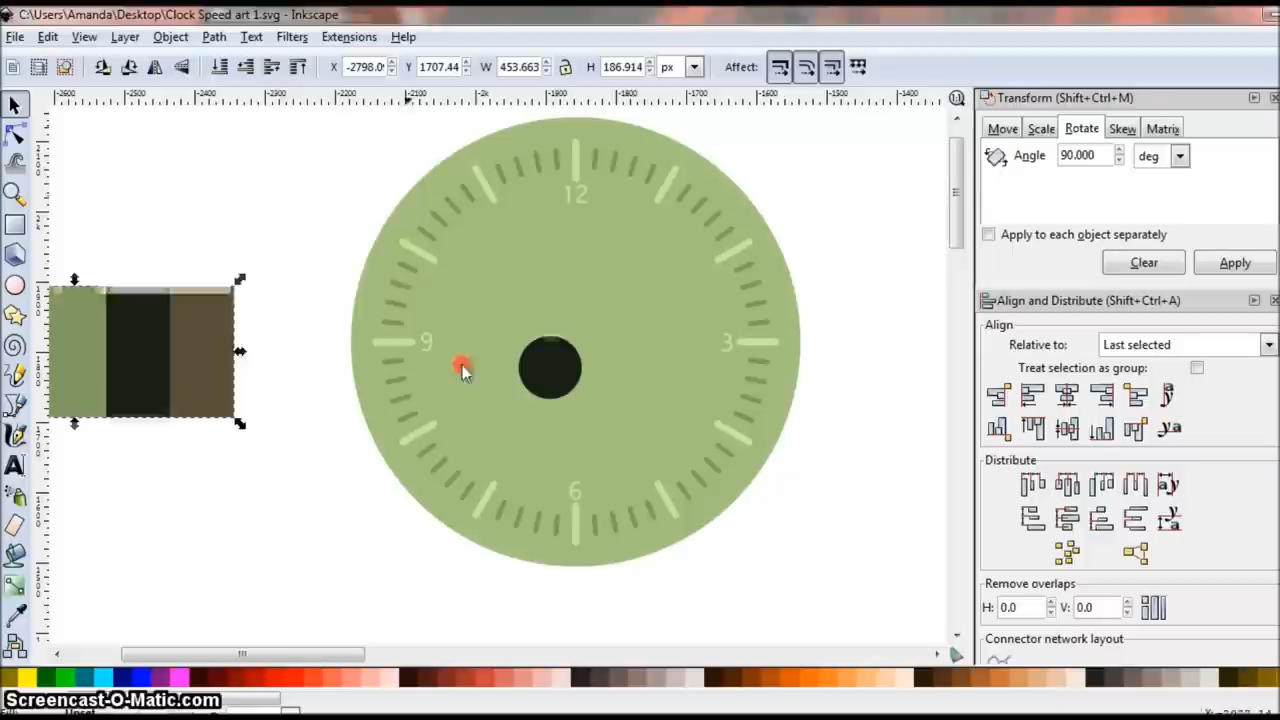 C:\Users\Amanda\Desktop\Clock Speed art 1.svg - Inkscape
File Edit View Layer Object Path Text Filters Extensions Help
X -2798.0 Y 1707.44 W 453.663 H 186.914 px Affect:
-2600 -2500 -2400 -2300 -2200 -2100 -2k -1900 -1800 -1700 -1600 -1500 -1400
Transform (Shift+Ctrl+M)
Move Scale Rotate Skew Matrix
Angle 90.000 deg
Apply to each object separately
Clear Apply
Align and Distribute (Shift+Ctrl+A)
Align
Relative to: Last selected
Treat selection as group:
Distribute
Remove overlaps
H: 0.0 V: 0.0
Connector network layout
12
9 3
6
Screencast-O-Matic.com